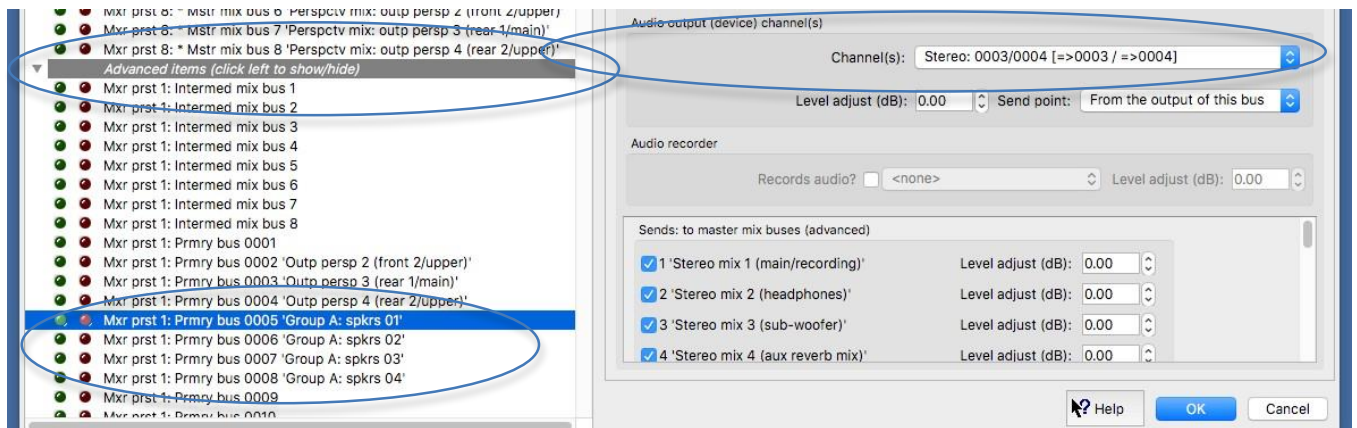 Mxr prst 8: * Mstr mix bus 6 'Perspctv mix: outp persp 2 (front 2/upper)'
Mxr prst 8: * Mstr mix bus 7 'Perspctv mix: outp persp 3 (rear 1/main)'
Mxr prst 8: * Mstr mix bus 8 'Perspctv mix: outp persp 4 (rear 2/upper)'
Advanced items (click left to show/hide)
Mxr prst 1: Intermed mix bus 1
Mxr prst 1: Intermed mix bus 2
Mxr prst 1: Intermed mix bus 3
Mxr prst 1: Intermed mix bus 4
Mxr prst 1: Intermed mix bus 5
Mxr prst 1: Intermed mix bus 6
Mxr prst 1: Intermed mix bus 7
Mxr prst 1: Intermed mix bus 8
Mxr prst 1: Prmry bus 0001
Mxr prst 1: Prmry bus 0002 'Outp persp 2 (front 2/upper)'
Mxr prst 1: Prmry bus 0003 'Outp persp 3 (rear 1/main)'
Mxr prst 1: Prmry bus 0004 'Outp persp 4 (rear 2/upper)'
Mxr prst 1: Prmry bus 0005 'Group A: spkrs 01'
Mxr prst 1: Prmry bus 0006 'Group A: spkrs 02'
Mxr prst 1: Prmry bus 0007 'Group A: spkrs 03'
Mxr prst 1: Prmry bus 0008 'Group A: spkrs 04'
Mxr prst 1: Prmry bus 0009
Mxr prst 1: Prmry bus 0010
Audio output (device) channel(s)
Channel(s): Stereo: 0003/0004 [=>0003 / =>0004]
Level adjust (dB): 0.00 Send point: From the output of this bus
Audio recorder
Records audio? <none> Level adjust (dB): 0.00
Sends: to master mix buses (advanced)
1 'Stereo mix 1 (main/recording)' Level adjust (dB): 0.00
2 'Stereo mix 2 (headphones)' Level adjust (dB): 0.00
3 'Stereo mix 3 (sub-woofer)' Level adjust (dB): 0.00
4 'Stereo mix 4 (aux reverb mix)' Level adjust (dB): 0.00
? Help OK Cancel